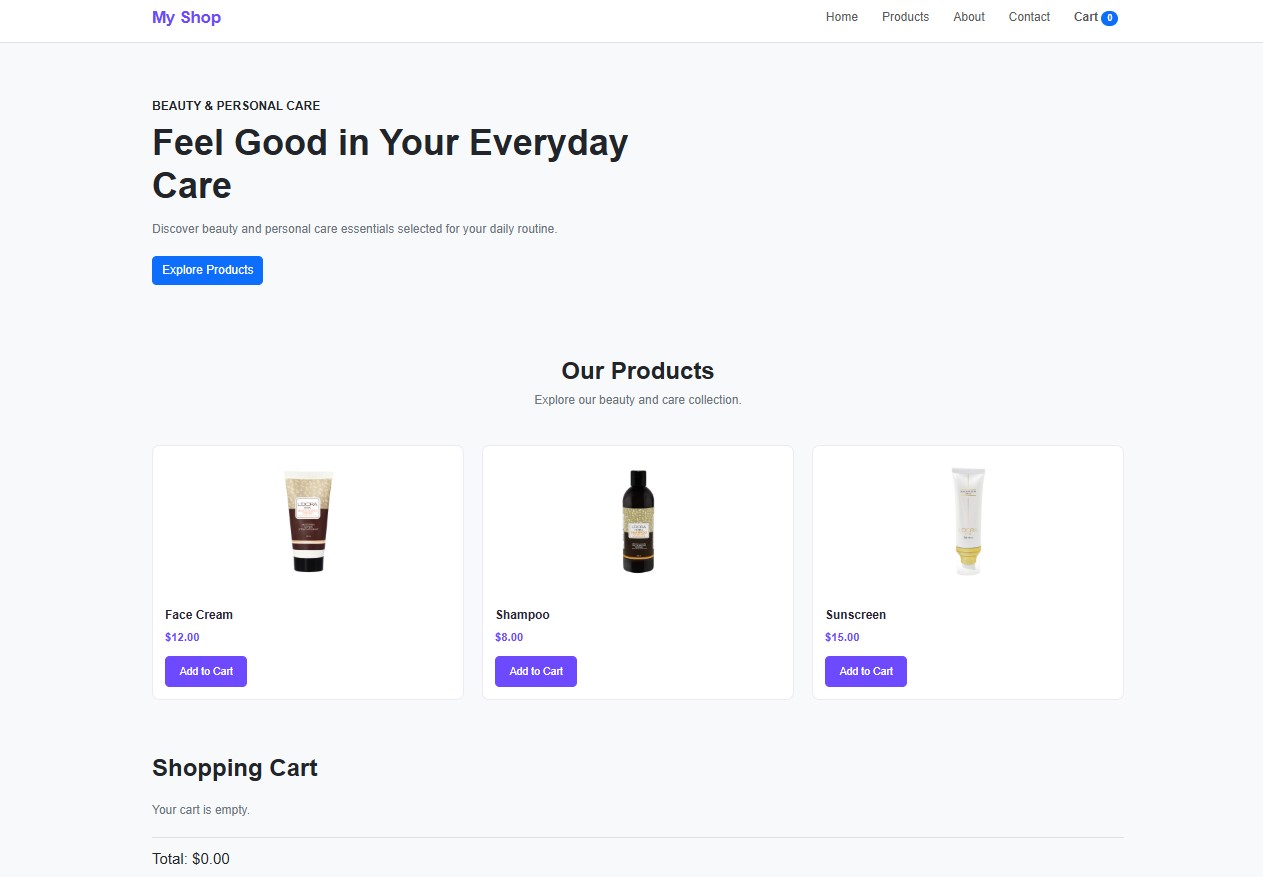 My Shop
Home Products About Contact Cart 0
BEAUTY & PERSONAL CARE
Feel Good in Your Everyday
Care
Discover beauty and personal care essentials selected for your daily routine.
Explore Products
Our Products
Explore our beauty and care collection.
Face Cream
$12.00
Add to Cart
Shampoo
$8.00
Add to Cart
Sunscreen
$15.00
Add to Cart
Shopping Cart
Your cart is empty.
Total: $0.00